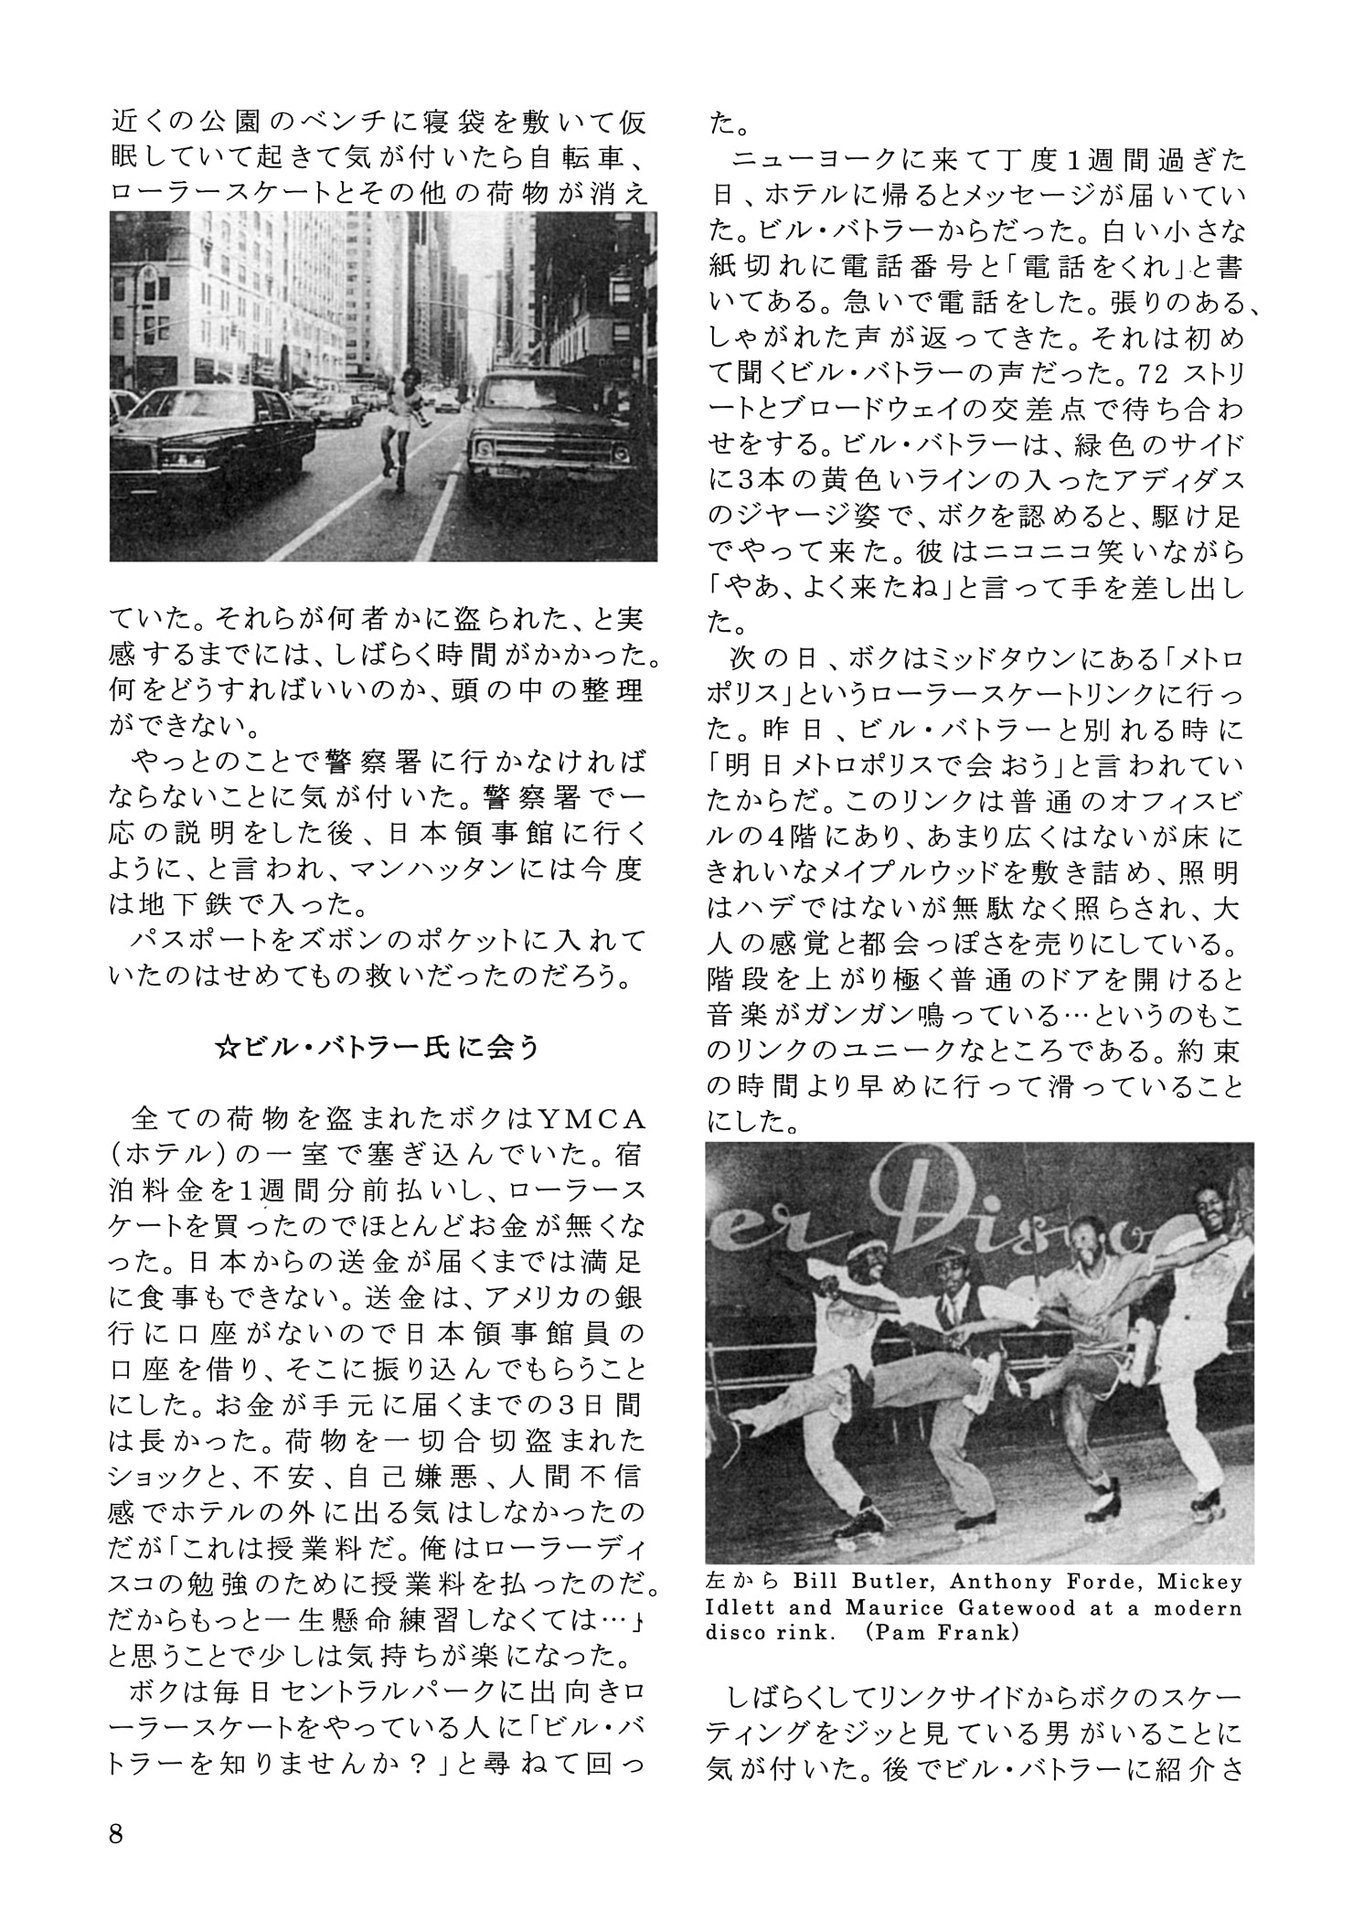 近くの公園のベンチに寝袋を敷いて仮
眠していて起きて気が付いたら自転車、
ローラースケートとその他の荷物が消え
ていた。それらが何者かに盗られた、と実
感するまでには、しばらく時間がかかった。
何をどうすればいいのか、頭の中の整理
ができない。
やっとのことで警察署に行かなければ
ならないことに気が付いた。警察署で一
応の説明をした後、日本領事館に行く
ように、と言われ、マンハッタンには今度
は地下鉄で入った。
パスポートをズボンのポケットに入れて
いたのはせめてもの救いだったのだろう。
☆ビル・バトラー氏に会う
全ての荷物を盗まれたボクはYMCA
(ホテル)の一室で塞ぎ込んでいた。宿
泊料金を1週間分前払いし、ローラース
ケートを買ったのでほとんどお金が無くな
った。日本からの送金が届くまでは満足
に食事もできない。送金は、アメリカの銀
行に口座がないので日本領事館員の
口座を借り、そこに振り込んでもらうこと
にした。お金が手元に届くまでの3日間
は長かった。荷物を一切合切盗まれた
ショックと、不安、自己嫌悪、人間不信
感でホテルの外に出る気はしなかったの
だが「これは授業料だ。俺はローラーディ
スコの勉強のために授業料を払ったのだ。
だからもっと一生懸命練習しなくては…」
と思うことで少しは気持ちが楽になった。
ボクは毎日セントラルパークに出向きロ
ーラースケートをやっている人に「ビル・バ
トラーを知りませんか?」と尋ねて回っ
た。
ニューヨークに来て丁度1週間過ぎた
日、ホテルに帰るとメッセージが届いてい
た。ビル・バトラーからだった。白い小さな
紙切れに電話番号と「電話をくれ」と書
いてある。急いで電話をした。張りのある、
しゃがれた声が返ってきた。それは初め
て聞くビル・バトラーの声だった。72 ストリ
ートとブロードウェイの交差点で待ち合わ
せをする。ビル・バトラーは、緑色のサイド
に3本の黄色いラインの入ったアディダス
のジヤージ姿で、ボクを認めると、駆け足
でやって来た。彼はニコニコ笑いながら
「やあ、よく来たね」と言って手を差し出し
た。
次の日、ボクはミッドタウンにある「メトロ
ポリス」というローラースケートリンクに行っ
た。昨日、ビル・バトラーと別れる時に
「明日メトロポリスで会おう」と言われてい
たからだ。このリンクは普通のオフィスビ
ルの4階にあり、あまり広くはないが床に
きれいなメイプルウッドを敷き詰め、照明
はハデではないが無駄なく照らされ、大
人の感覚と都会っぽさを売りにしている。
階段を上がり極く普通のドアを開けると
音楽がガンガン鳴っている…というのもこ
のリンクのユニークなところである。約束
の時間より早めに行って滑っていること
にした。
er Disco
左から Bill Butler, Anthony Forde, Mickey
Idlett and Maurice Gatewood at a modern
disco rink. (Pam Frank)
しばらくしてリンクサイドからボクのスケー
ティングをジッと見ている男がいることに
気が付いた。後でビル・バトラーに紹介さ
8